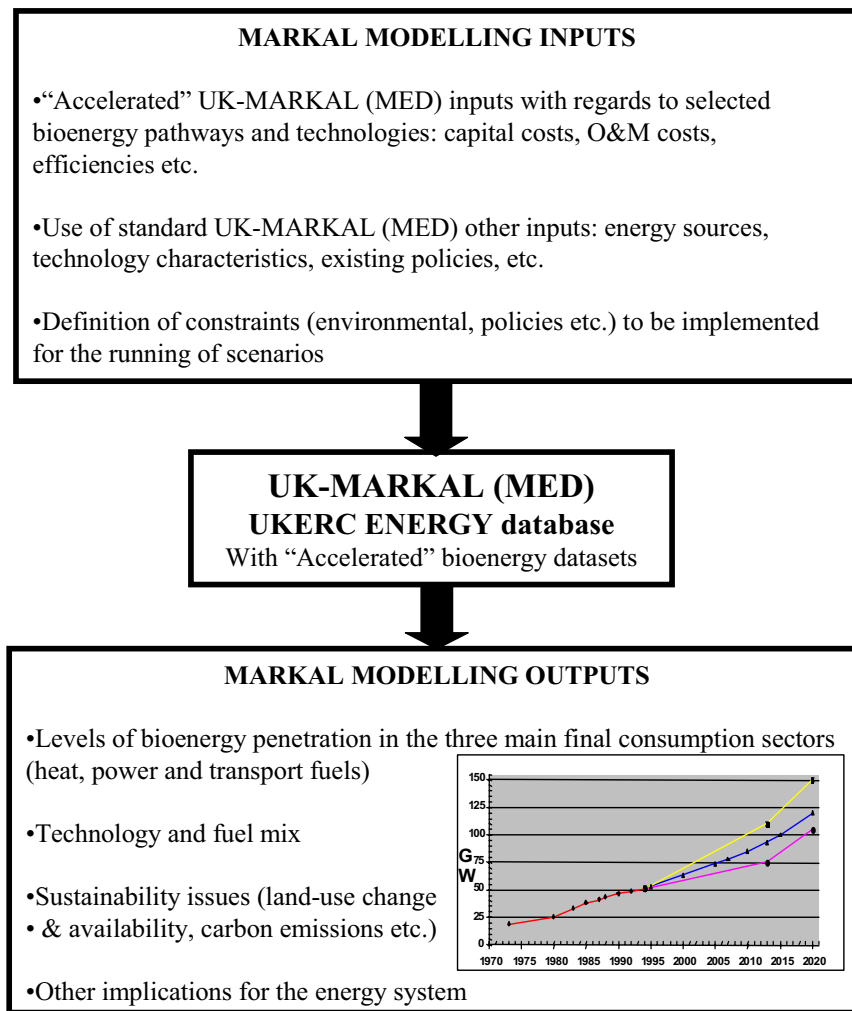 MARKAL MODELLING INPUTS
•“Accelerated” UK-MARKAL (MED) inputs with regards to selected
bioenergy pathways and technologies: capital costs, O&M costs,
efficiencies etc.
•Use of standard UK-MARKAL (MED) other inputs: energy sources,
technology characteristics, existing policies, etc.
•Definition of constraints (environmental, policies etc.) to be implemented
for the running of scenarios
UK-MARKAL (MED)
UKERC ENERGY database
With “Accelerated” bioenergy datasets
MARKAL MODELLING OUTPUTS
•Levels of bioenergy penetration in the three main final consumption sectors
(heat, power and transport fuels)
•Technology and fuel mix
•Sustainability issues (land-use change
• & availability, carbon emissions etc.)
•Other implications for the energy system
150
125
100
G
75
W
50
25
0
1970 1975 1980 1985 1990 1995 2000 2005 2010 2015 2020